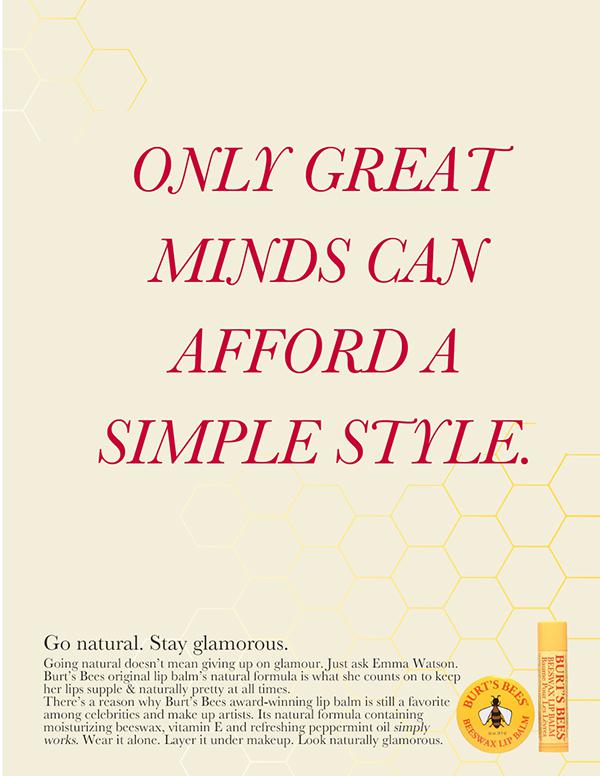 ONLY GREAT
MINDS CAN
AFFORD A
SIMPLE STYLE.
Go natural. Stay glamorous.
Going natural doesn't mean giving up on glamour. Just ask Emma Watson.
Burt's Bees original lip balm's natural formula is what she counts on to keep
her lips supple & naturally pretty at all times.
There's a reason why Burt's Bees award-winning lip balm is still a favorite
among celebrities and make up artists. Its natural formula containing
moisturizing beeswax, vitamin E and refreshing peppermint oil simply
works. Wear it alone. Layer it under makeup. Look naturally glamorous.
BURT'S BEES
BEESWAX LIP BALM
BURT'S BEES
BEESWAX LIP BALM
Baume Pour Les Lèvres